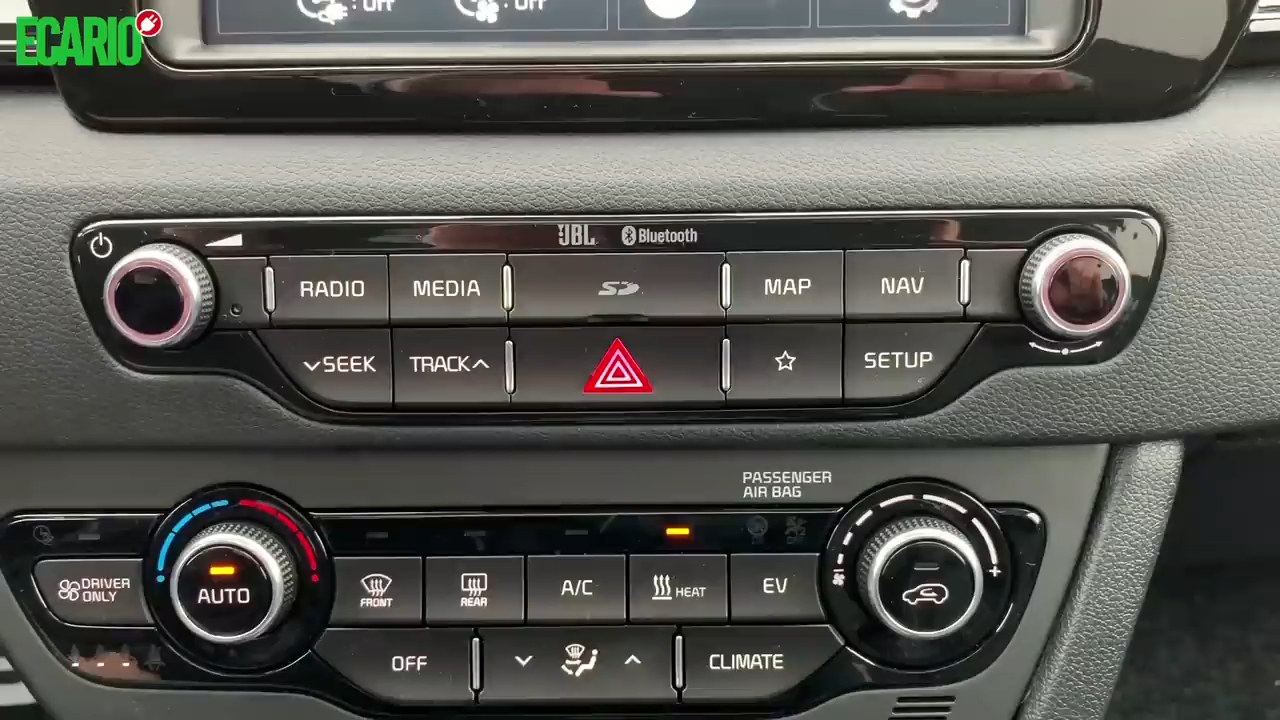 ECARIO
: Off
: Off
JBL
Bluetooth
RADIO
MEDIA
SD
MAP
NAV
SEEK
TRACK
SETUP
PASSENGER
AIR BAG
DRIVER
ONLY
AUTO
FRONT
REAR
A/C
HEAT
EV
OFF
CLIMATE